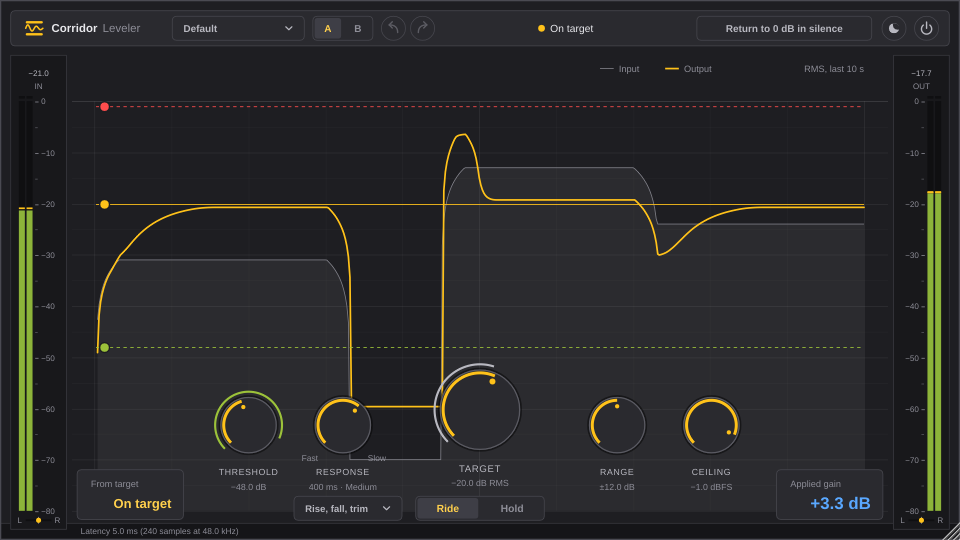 Corridor Leveler
Default
A B
On target
Return to 0 dB in silence
−21.0
IN
Input
Output
RMS, last 10 s
−17.7
OUT
0
−10
−20
−30
−40
−50
−60
−70
−80
L R
0
−10
−20
−30
−40
−50
−60
−70
−80
L R
Fast Slow
THRESHOLD
−48.0 dB
RESPONSE
400 ms · Medium
TARGET
−20.0 dB RMS
RANGE
±12.0 dB
CEILING
−1.0 dBFS
From target
On target
Rise, fall, trim
Ride Hold
Applied gain
+3.3 dB
Latency 5.0 ms (240 samples at 48.0 kHz)